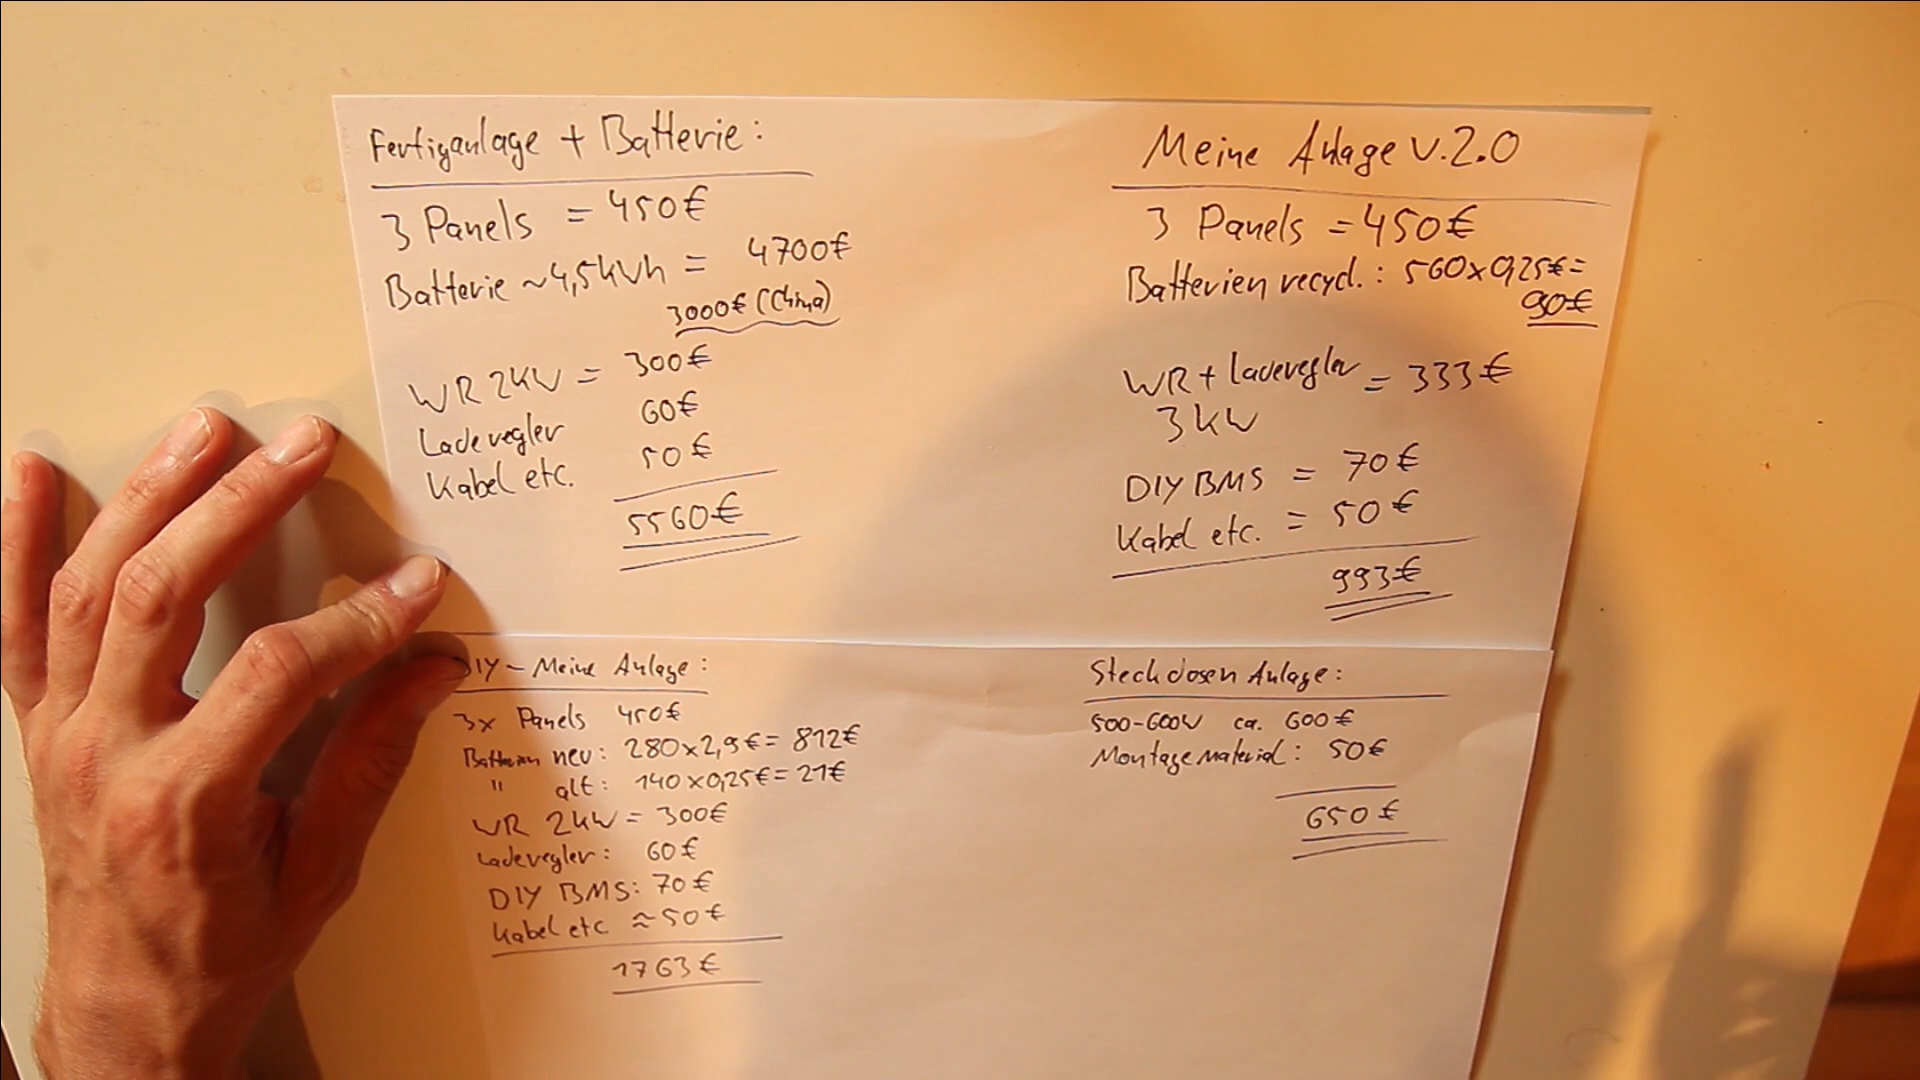 Fertiganlage + Batterie:
3 Panels = 450€
Batterie ~4,5kWh = 4700€
3000€ (China)
WR 2KW = 300€
Laderegler 60€
Kabel etc. 50€
5560€
Meine Anlage V.2.0
3 Panels = 450€
Batterien recycl.: 560x0,25€=
90€
WR + Laderegler = 333€
3kW
DIY BMS = 70€
Kabel etc. = 50€
993€
DIY - Meine Anlage:
3x Panels 450€
Batterien neu: 280x2,9€= 812€
" alt: 140x0,25€= 21€
WR 2KW = 300€
Laderegler: 60€
DIY BMS: 70€
Kabel etc ≈ 50€
1763€
Steckdosen Anlage:
500-600W ca. 600€
Montagematerial: 50€
650€